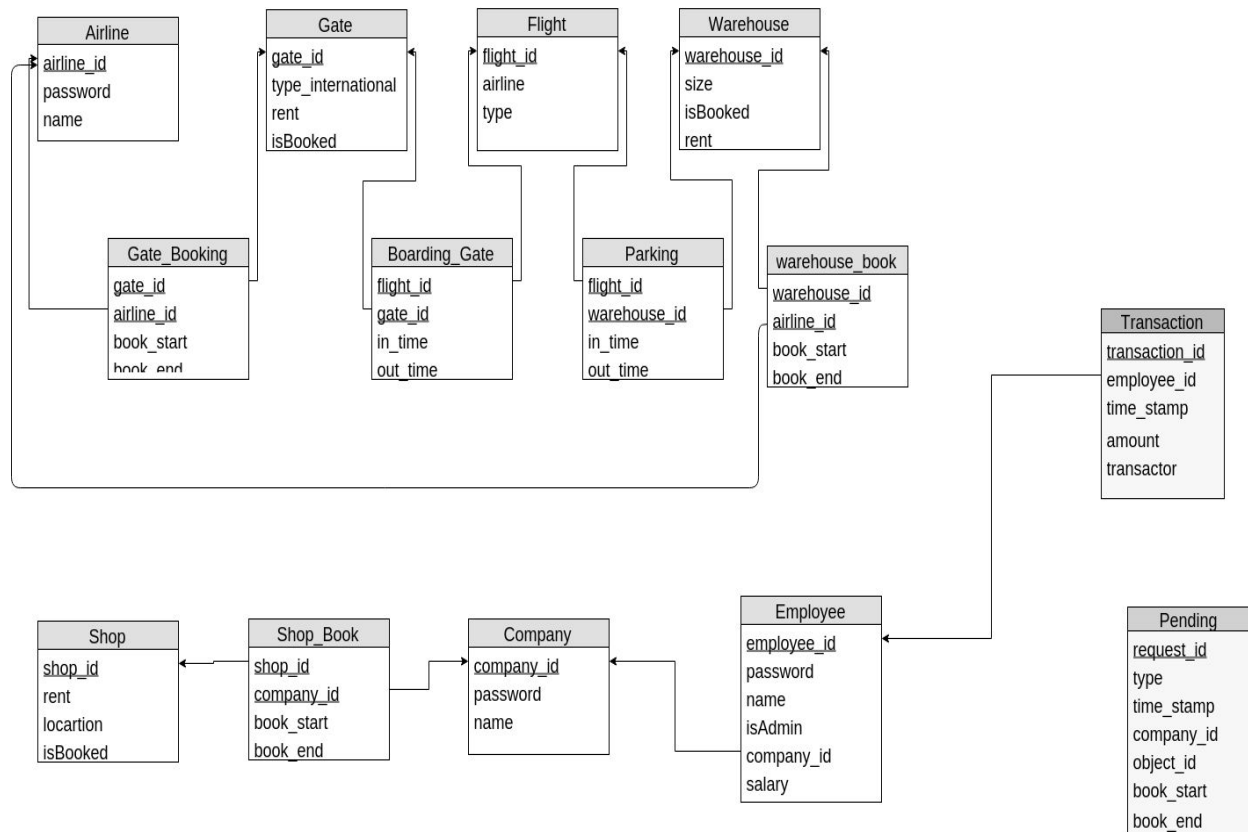 Airline
airline_id
password
name
Gate
gate_id
type_international
rent
isBooked
Flight
flight_id
airline
type
Warehouse
warehouse_id
size
isBooked
rent
Gate_Booking
gate_id
airline_id
book_start
book_end
Boarding_Gate
flight_id
gate_id
in_time
out_time
Parking
flight_id
warehouse_id
in_time
out_time
warehouse_book
warehouse_id
airline_id
book_start
book_end
Transaction
transaction_id
employee_id
time_stamp
amount
transactor
Shop
shop_id
rent
locartion
isBooked
Shop_Book
shop_id
company_id
book_start
book_end
Company
company_id
password
name
Employee
employee_id
password
name
isAdmin
company_id
salary
Pending
request_id
type
time_stamp
company_id
object_id
book_start
book_end